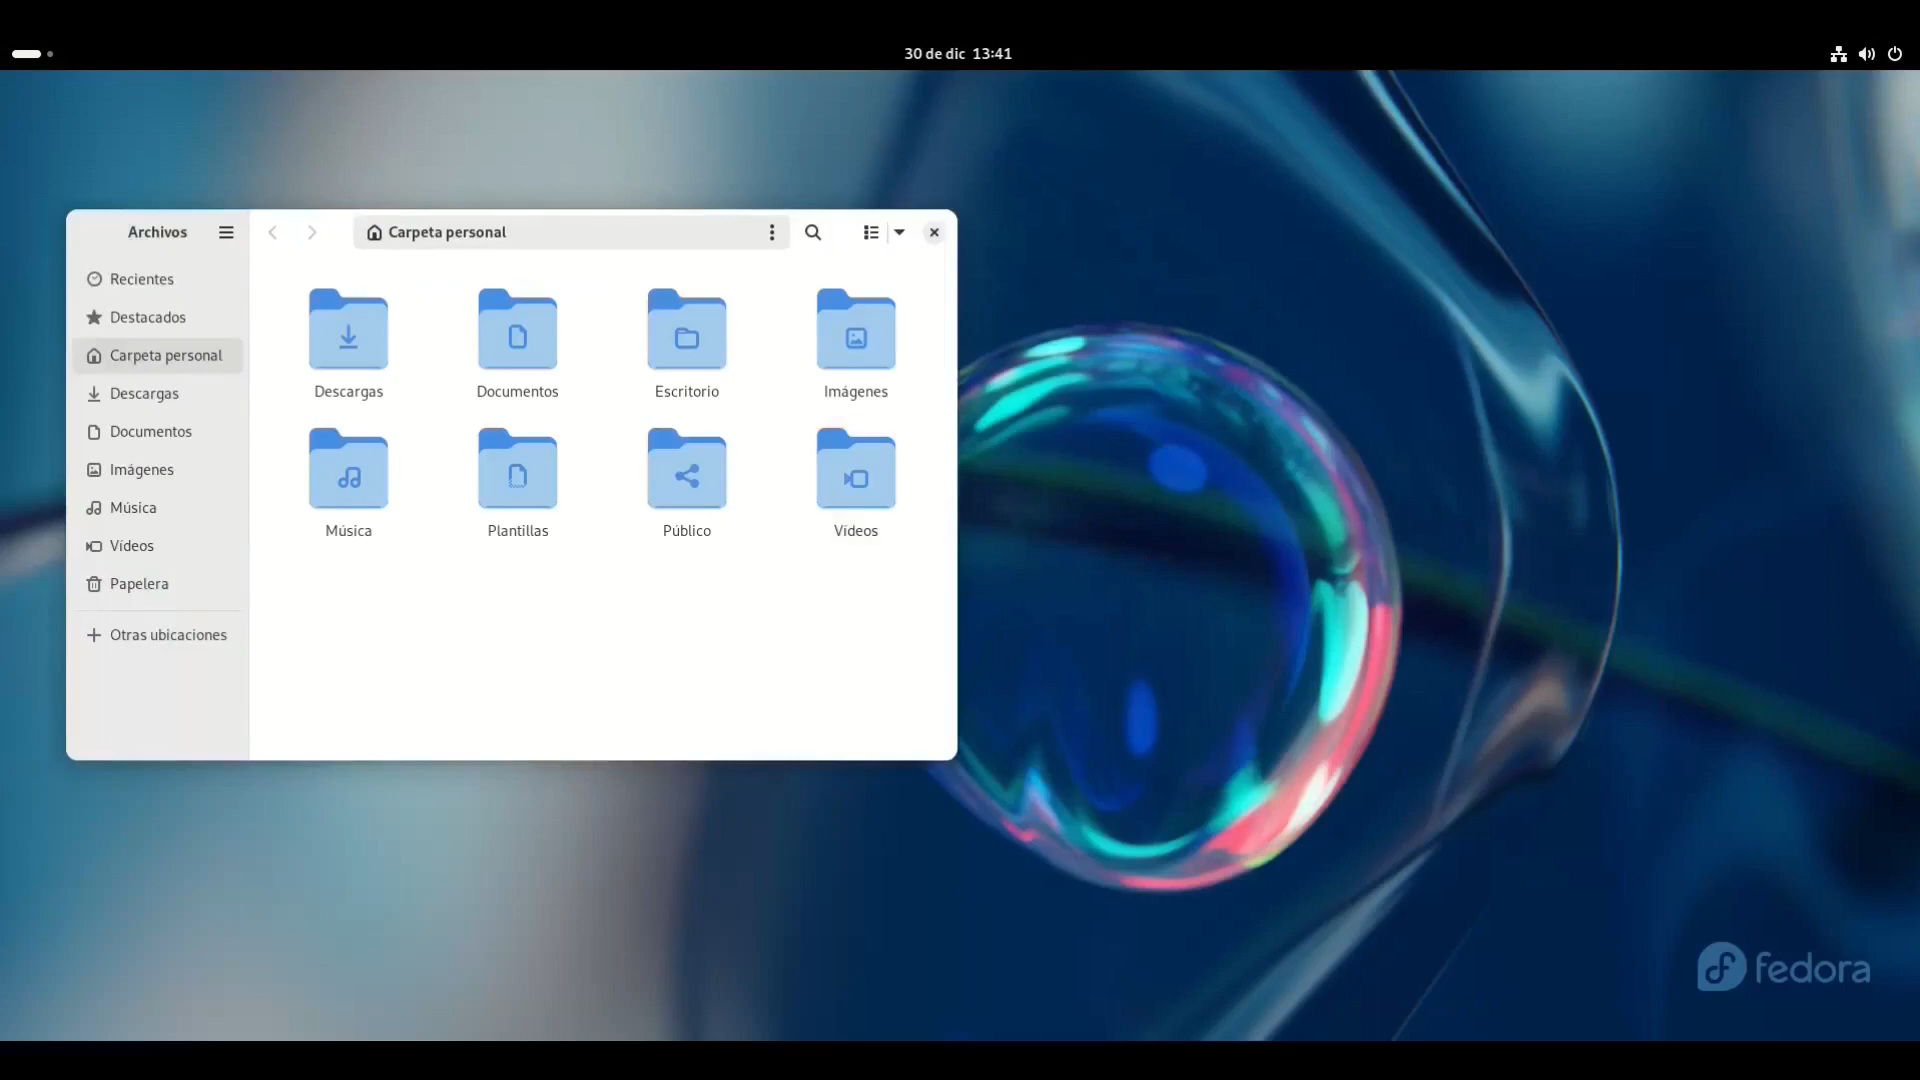 30 de dic 13:41
Archivos
Carpeta personal
Recientes
Destacados
Carpeta personal
Descargas
Documentos
Imágenes
Música
Vídeos
Papelera
Otras ubicaciones
Descargas
Documentos
Escritorio
Imágenes
Música
Plantillas
Público
Vídeos
fedora